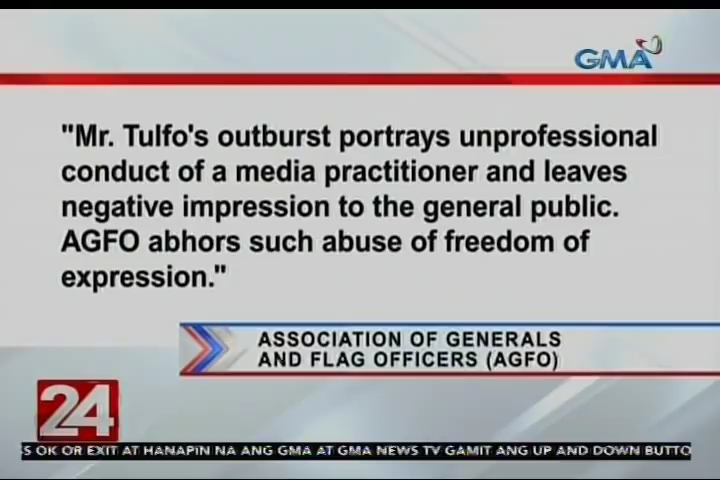 GMA
"Mr. Tulfo's outburst portrays unprofessional
conduct of a media practitioner and leaves
negative impression to the general public.
AGFO abhors such abuse of freedom of
expression."
ASSOCIATION OF GENERALS
AND FLAG OFFICERS (AGFO)
24
S OK OR EXIT AT HANAPIN NA ANG GMA AT GMA NEWS TV GAMIT ANG UP AND DOWN BUTTO